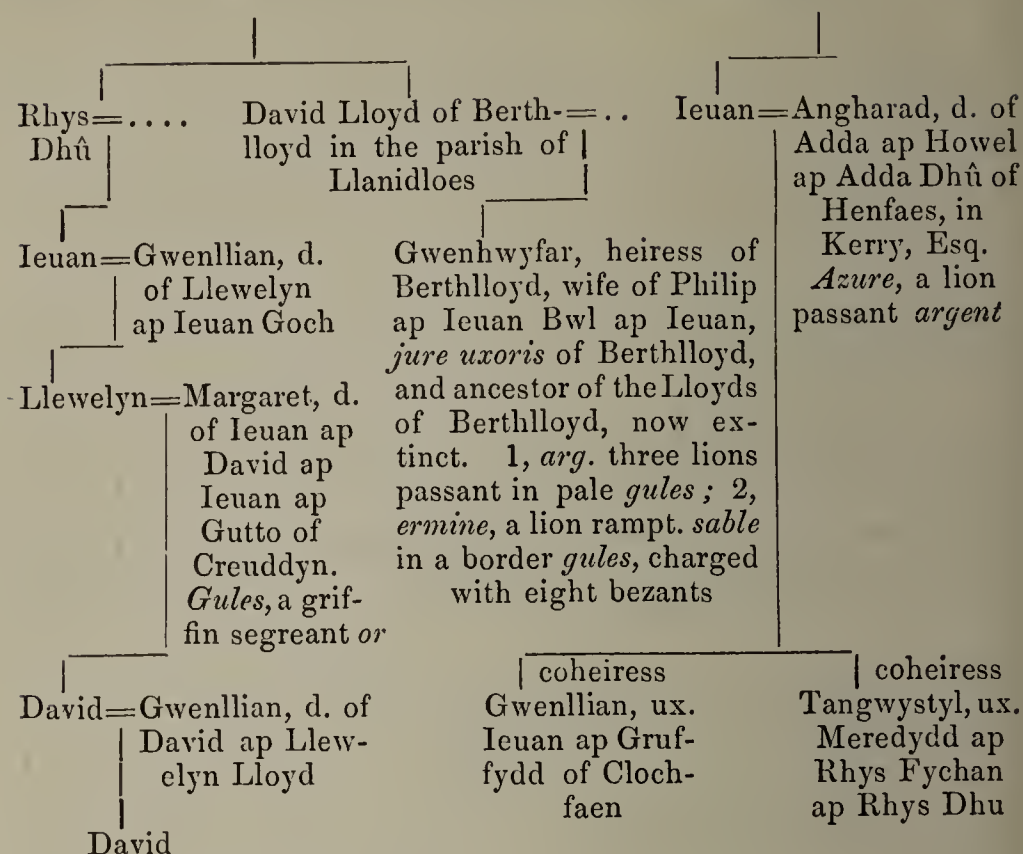 Rhys=....
Dhû
David Lloyd of Berth-=..
lloyd in the parish of
Llanidloes
Ieuan=Angharad, d. of
Adda ap Howel
ap Adda Dhû of
Henfaes, in
Kerry, Esq.
Azure, a lion
passant argent
Ieuan=Gwenllian, d.
of Llewelyn
ap Ieuan Goch
Gwenhwyfar, heiress of
Berthlloyd, wife of Philip
ap Ieuan Bwl ap Ieuan,
jure uxoris of Berthlloyd,
and ancestor of the Lloyds
of Berthlloyd, now ex-
tinct. 1, arg. three lions
passant in pale gules; 2,
ermine, a lion rampt. sable
in a border gules, charged
with eight bezants
Llewelyn=Margaret, d.
of Ieuan ap
David ap
Ieuan ap
Gutto of
Creuddyn.
Gules, a grif-
fin segreant or
David=Gwenllian, d. of
David ap Llew-
elyn Lloyd
David
coheiress
Gwenllian, ux.
Ieuan ap Gruf-
fydd of Cloch-
faen
coheiress
Tangwystyl, ux.
Meredydd ap
Rhys Fychan
ap Rhys Dhu